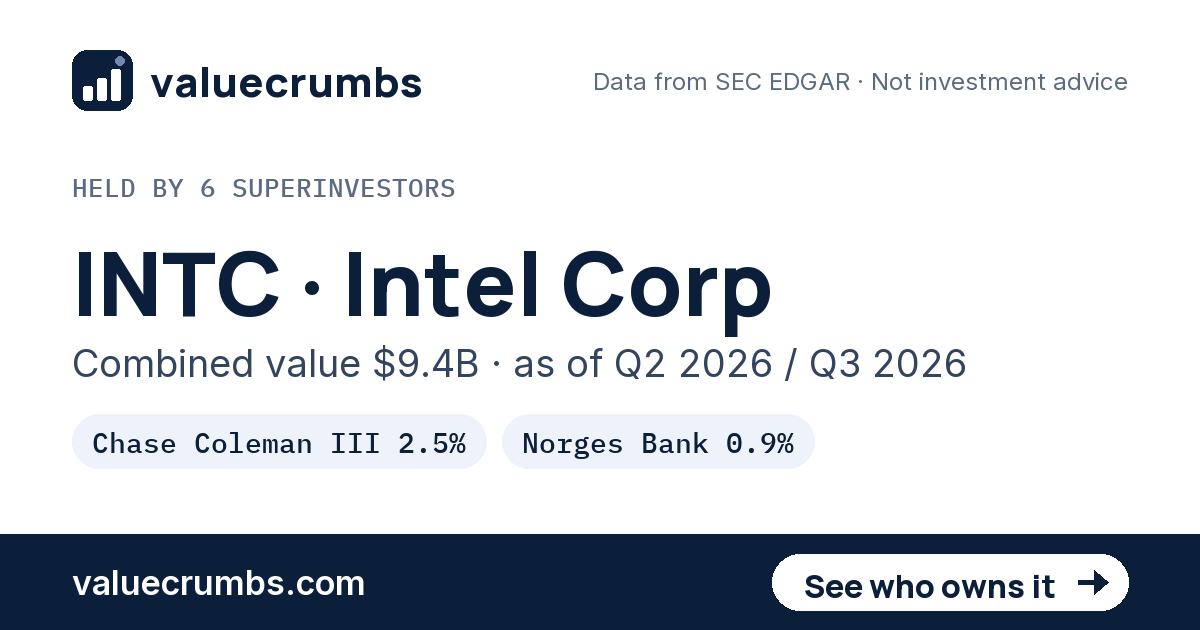 valuecrumbs
Data from SEC EDGAR · Not investment advice
HELD BY 6 SUPERINVESTORS
INTC · Intel Corp
Combined value $9.4B · as of Q2 2026 / Q3 2026
Chase Coleman III 2.5%
Norges Bank 0.9%
valuecrumbs.com
See who owns it →